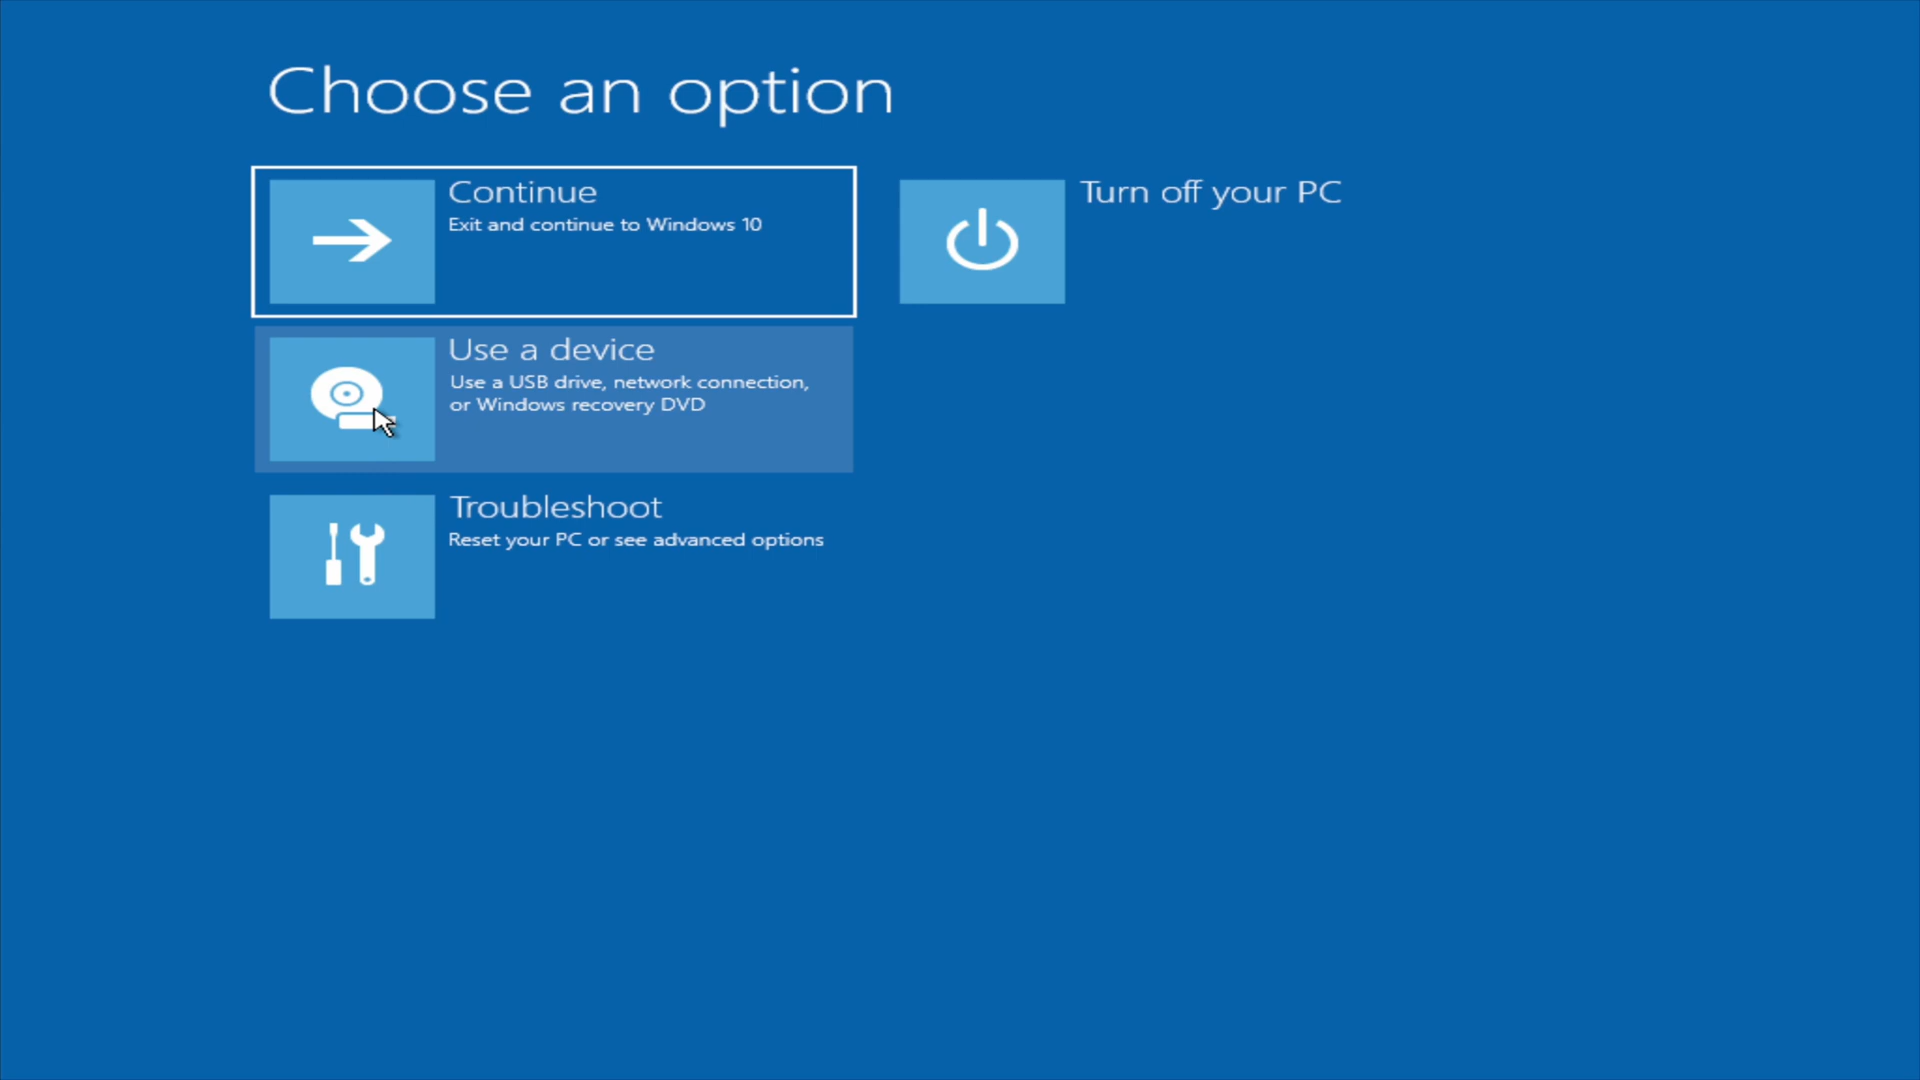 Choose an option
Continue
Exit and continue to Windows 10
Turn off your PC
Use a device
Use a USB drive, network connection,
or Windows recovery DVD
Troubleshoot
Reset your PC or see advanced options